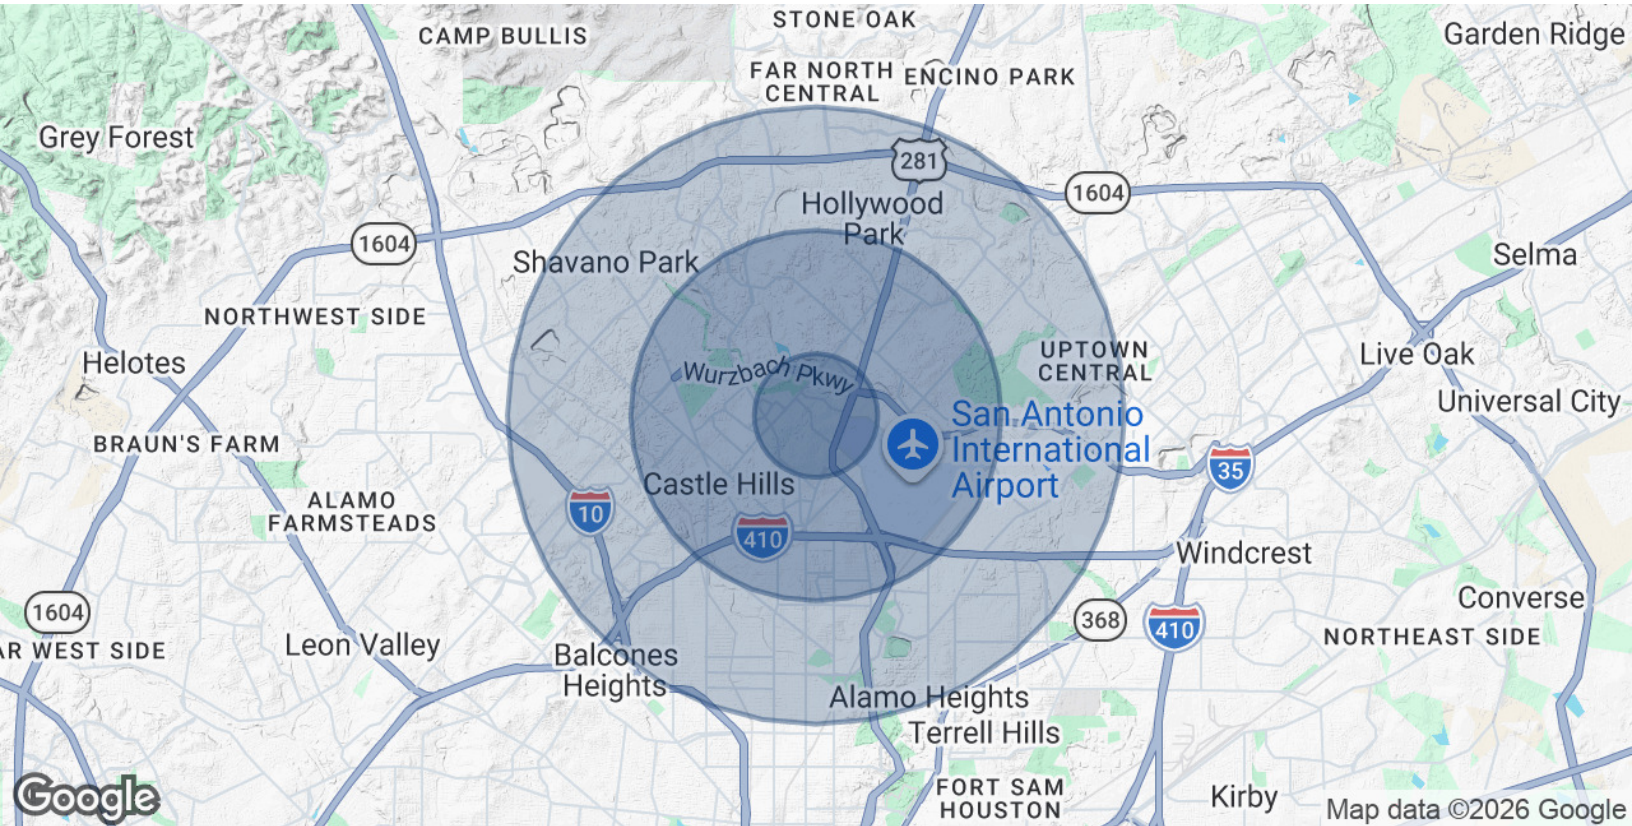 STONE OAK
CAMP BULLIS
Garden Ridge
FAR NORTH
CENTRAL
ENCINO PARK
Grey Forest
281
1604
Hollywood
Park
1604
Shavano Park
Selma
NORTHWEST SIDE
Helotes
Wurzbach Pkwy
UPTOWN
CENTRAL
Live Oak
Universal City
San Antonio
International
Airport
BRAUN'S FARM
35
Castle Hills
ALAMO
FARMSTEADS
10
410
Windcrest
1604
368
410
Converse
NORTHEAST SIDE
AR WEST SIDE
Leon Valley
Balcones
Heights
Alamo Heights
Terrell Hills
FORT SAM
HOUSTON
Kirby
Google
Map data ©2026 Google